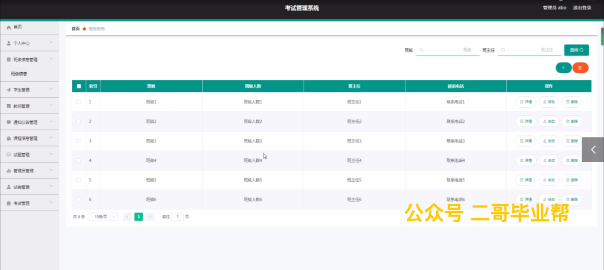 考试管理系统
管理员 abo 退出登录
首页
首页
个人中心
班级信息管理
班级信息
学生管理
教师管理
通知公告管理
课程信息管理
试题管理
管理员管理
试卷管理
考试管理
班级 班级 班主任 班主任 查询
索引 班级 班级人数 班主任 联系电话 操作
1 班级1 班级人数1 班主任1 联系电话1 详情 修改 删除
2 班级2 班级人数2 班主任2 联系电话2 详情 修改 删除
3 班级3 班级人数3 班主任3 联系电话3 详情 修改 删除
4 班级4 班级人数4 班主任4 联系电话4 详情 修改 删除
5 班级5 班级人数5 班主任5 联系电话5 详情 修改 删除
6 班级6 班级人数6 班主任6 联系电话6 详情 修改 删除
共 6 条 10条/页 1 前往 1 页
公众号 二哥毕业帮